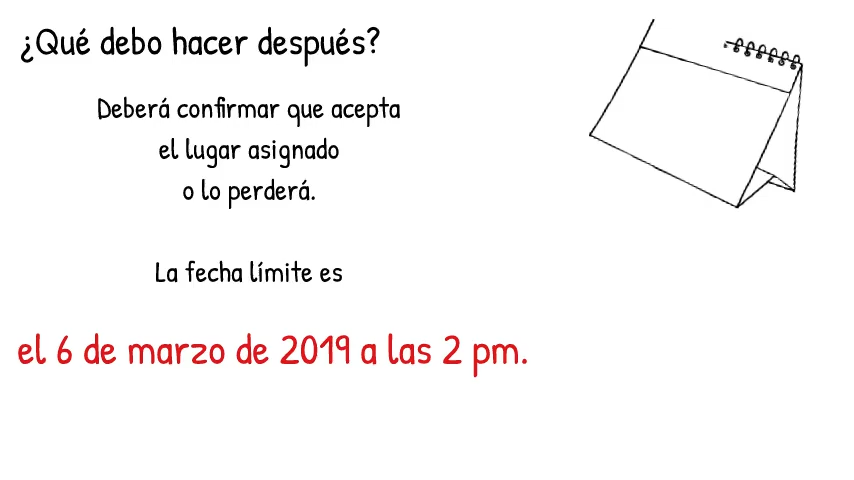 ¿Qué debo hacer después?
Deberá confirmar que acepta
el lugar asignado
o lo perderá.
La fecha límite es
el 6 de marzo de 2019 a las 2 pm.